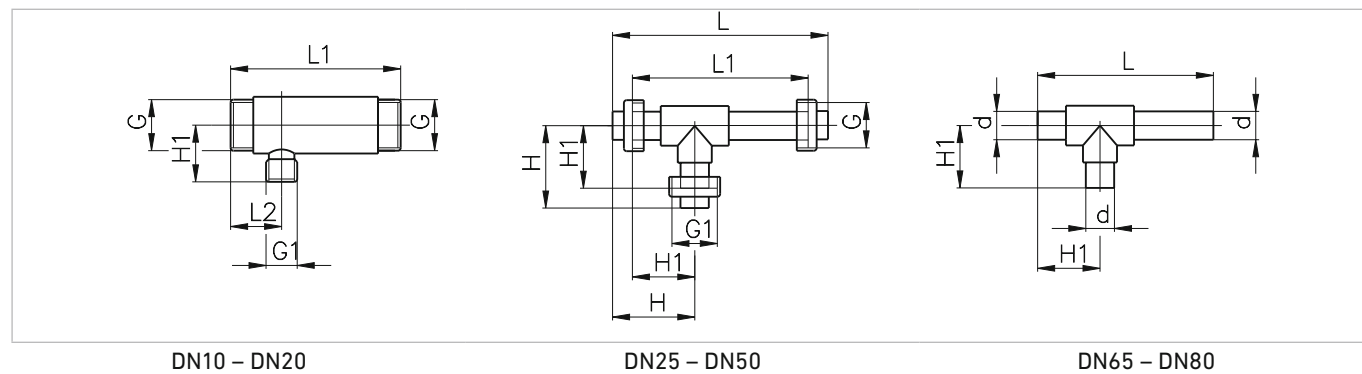 L1
G
H1
G
L2
G1
L
L1
G
H
H1
G1
H1
H
L
d
H1
d
d
H1
DN10 – DN20
DN25 – DN50
DN65 – DN80